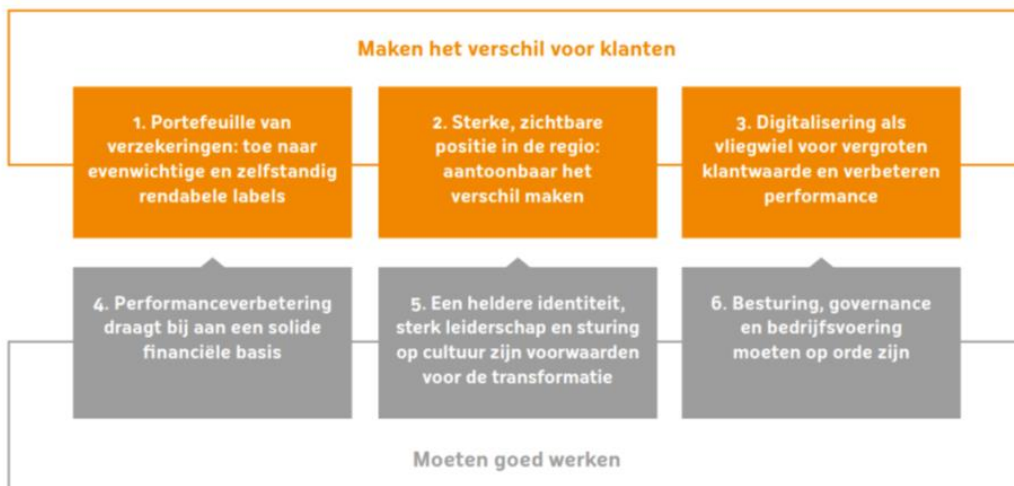 Maken het verschil voor klanten
1. Portefeuille van
verzekeringen: toe naar
evenwichtige en zelfstandig
rendabele labels
2. Sterke, zichtbare
positie in de regio:
aantoonbaar het
verschil maken
3. Digitalisering als
vliegwiel voor vergroten
klantwaarde en verbeteren
performance
4. Performanceverbetering
draagt bij aan een solide
financiële basis
5. Een heldere identiteit,
sterk leiderschap en sturing
op cultuur zijn voorwaarden
voor de transformatie
6. Besturing, governance
en bedrijfsvoering
moeten op orde zijn
Moeten goed werken